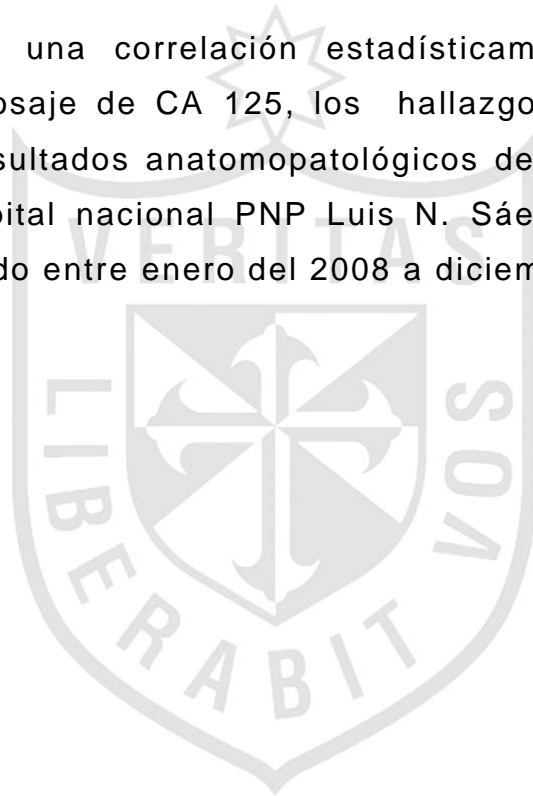 una correlación estadísticam
osaje de CA 125, los hallazgo
sultados anatomopatológicos de
pital nacional PNP Luis N. Sáe
do entre enero del 2008 a diciem
VERITAS
LIBERABIT
VOS